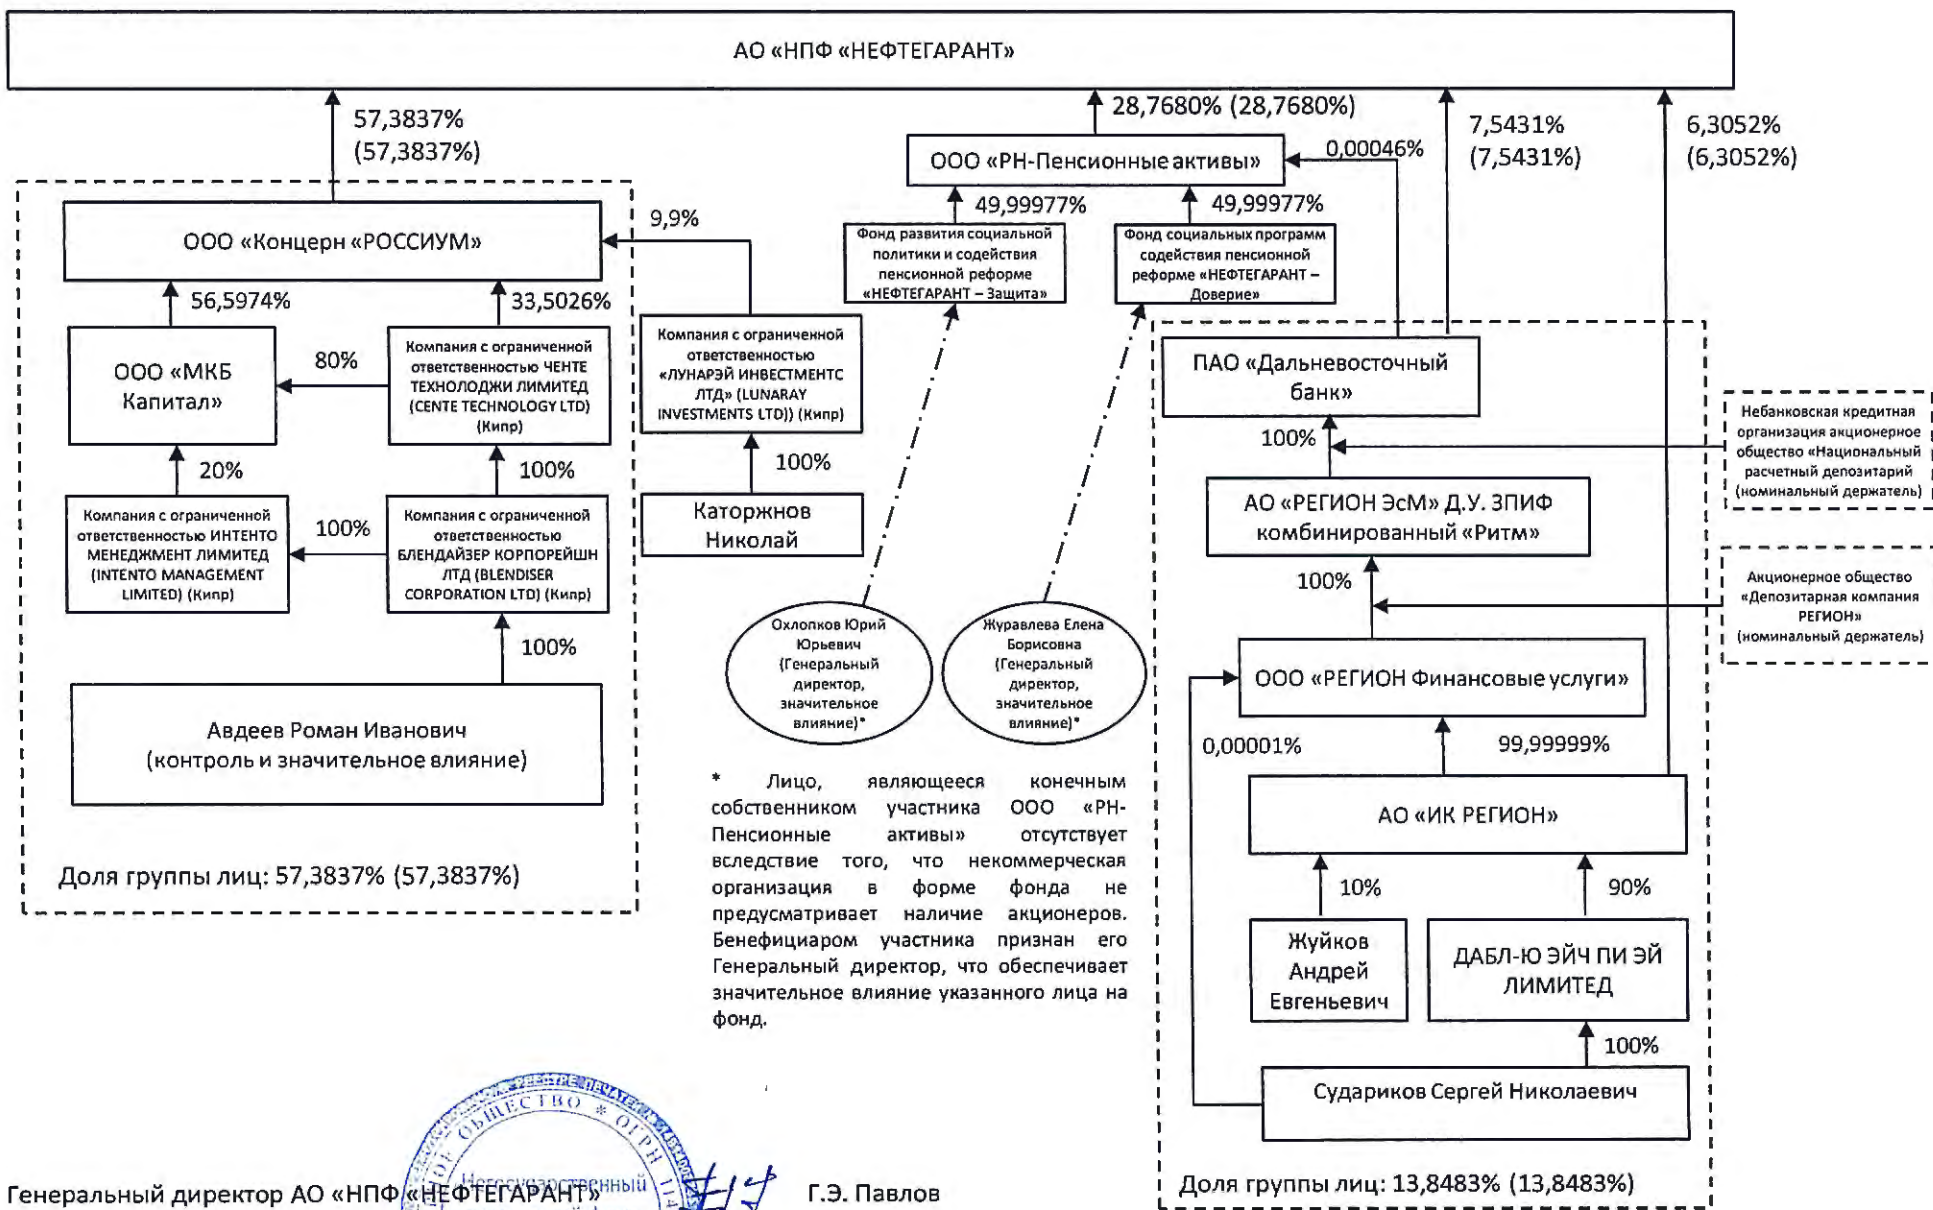 АО «НПФ «НЕФТЕГАРАНТ»
57,3837%
(57,3837%)
28,7680% (28,7680%)
7,5431%
(7,5431%)
6,3052%
(6,3052%)
ООО «РН-Пенсионные активы»
0,00046%
49,99977%
49,99977%
ООО «Концерн «РОССИУМ»
9,9%
Фонд развития социальной
политики и содействия
пенсионной реформе
«НЕФТЕГАРАНТ – Защита»
Фонд социальных программ
содействия пенсионной
реформе «НЕФТЕГАРАНТ –
Доверие»
56,5974%
33,5026%
ООО «МКБ
Капитал»
80%
Компания с ограниченной
ответственностью ЧЕНТЕ
ТЕХНОЛОДЖИ ЛИМИТЕД
(CENTE TECHNOLOGY LTD)
(Кипр)
Компания с ограниченной
ответственностью
«ЛУНАРЭЙ ИНВЕСТМЕНТС
ЛТД» (LUNARAY
INVESTMENTS LTD)) (Кипр)
ПАО «Дальневосточный
банк»
Небанковская кредитная
организация акционерное
общество «Национальный
расчетный депозитарий
(номинальный держатель)
20%
100%
100%
100%
Компания с ограниченной
ответственностью ИНТЕНТО
МЕНЕДЖМЕНТ ЛИМИТЕД
(INTENTO MANAGEMENT
LIMITED) (Кипр)
100%
Компания с ограниченной
ответственностью
БЛЕНДАЙЗЕР КОРПОРЕЙШН
ЛТД (BLENDISER
CORPORATION LTD) (Кипр)
Каторжнов
Николай
АО «РЕГИОН ЭсМ» Д.У. ЗПИФ
комбинированный «Ритм»
100%
Акционерное общество
«Депозитарная компания
РЕГИОН»
(номинальный держатель)
100%
Охлопков Юрий
Юрьевич
(Генеральный
директор,
значительное
влияние)*
Журавлева Елена
Борисовна
(Генеральный
директор,
значительное
влияние)*
ООО «РЕГИОН Финансовые услуги»
Авдеев Роман Иванович
(контроль и значительное влияние)
0,00001%
99,99999%
* Лицо, являющееся конечным
собственником участника ООО «РН-
Пенсионные активы» отсутствует
вследствие того, что некоммерческая
организация в форме фонда не
предусматривает наличие акционеров.
Бенефициаром участника признан его
Генеральный директор, что обеспечивает
значительное влияние указанного лица на
фонд.
АО «ИК РЕГИОН»
Доля группы лиц: 57,3837% (57,3837%)
10%
90%
Жуйков
Андрей
Евгеньевич
ДАБЛ-Ю ЭЙЧ ПИ ЭЙ
ЛИМИТЕД
100%
Судариков Сергей Николаевич
Доля группы лиц: 13,8483% (13,8483%)
ОБЩЕСТВО * ОГРН
Генеральный директор АО «НПФ «НЕФТЕГАРАНТ»
Г.Э. Павлов